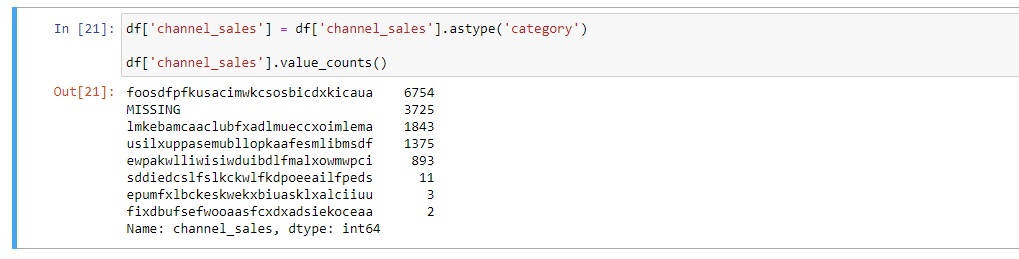 In [21]: df['channel_sales'] = df['channel_sales'].astype('category')
df['channel_sales'].value_counts()
Out[21]: foosdfpfkusacimwkcsosbicdxkicaua 6754
MISSING 3725
lmkebamcaaclubfxadlmueccxoimlema 1843
usilxuppasemubllopkaafesmlibmsdf 1375
ewpakwlliwisiwduibdlfmalxowmwpci 893
sddiedcslfslkckwlfkdpoeeailfpeds 11
epumfxlbckeskwekxbiuasklxalciiuu 3
fixdbufsefwooaasfcxdxadsiekoceaa 2
Name: channel_sales, dtype: int64